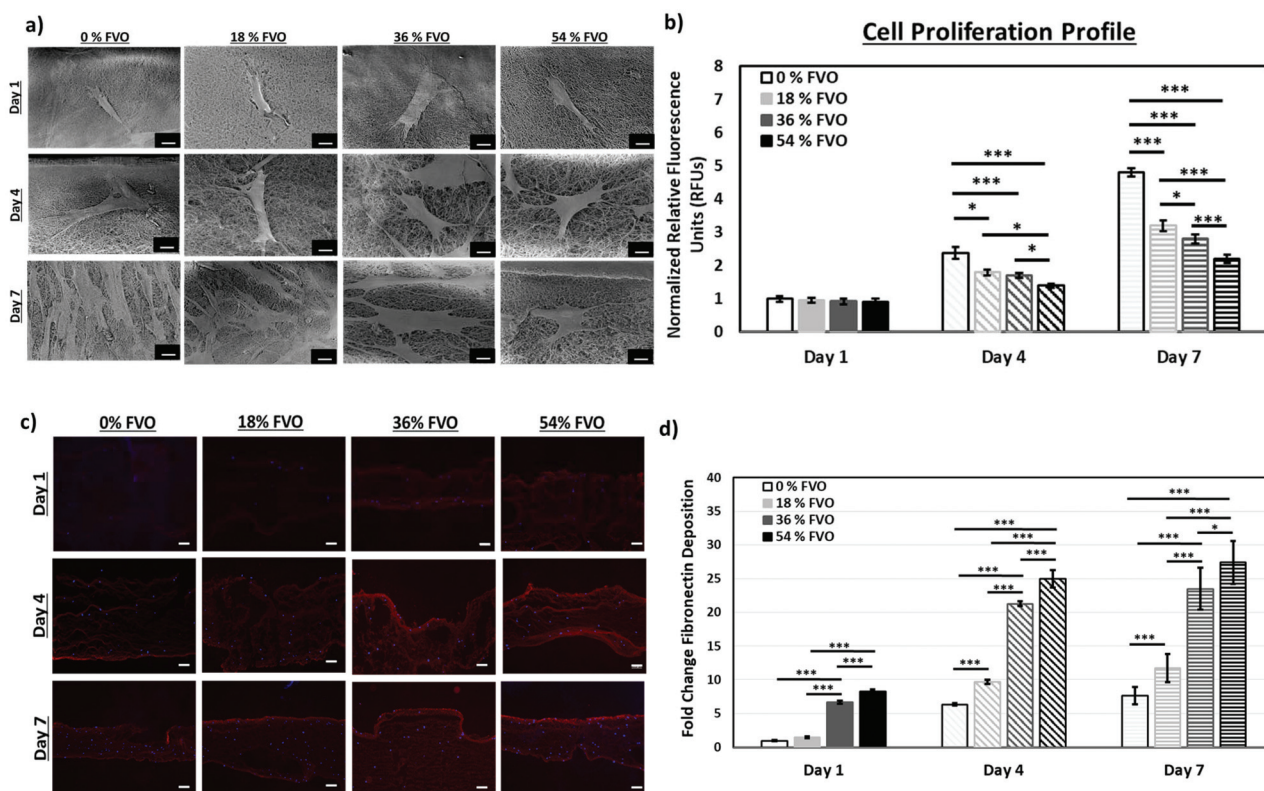 a)
0 % FVO
18 % FVO
36 % FVO
54 % FVO
Day 1
Day 4
Day 7
b)
Cell Proliferation Profile
Normalized Relative Fluorescence
Units (RFUs)
8
7
6
5
4
3
2
1
0
0 % FVO
18 % FVO
36 % FVO
54 % FVO
***
***
*
*
*
***
***
***
***
*
***
Day 1
Day 4
Day 7
c)
0% FVO
18% FVO
36% FVO
54% FVO
Day 1
Day 4
Day 7
d)
Fold Change Fibronectin Deposition
40
35
30
25
20
15
10
5
0
0 % FVO
18 % FVO
36 % FVO
54 % FVO
***
***
***
***
***
***
***
***
***
***
***
***
***
*
***
***
Day 1
Day 4
Day 7